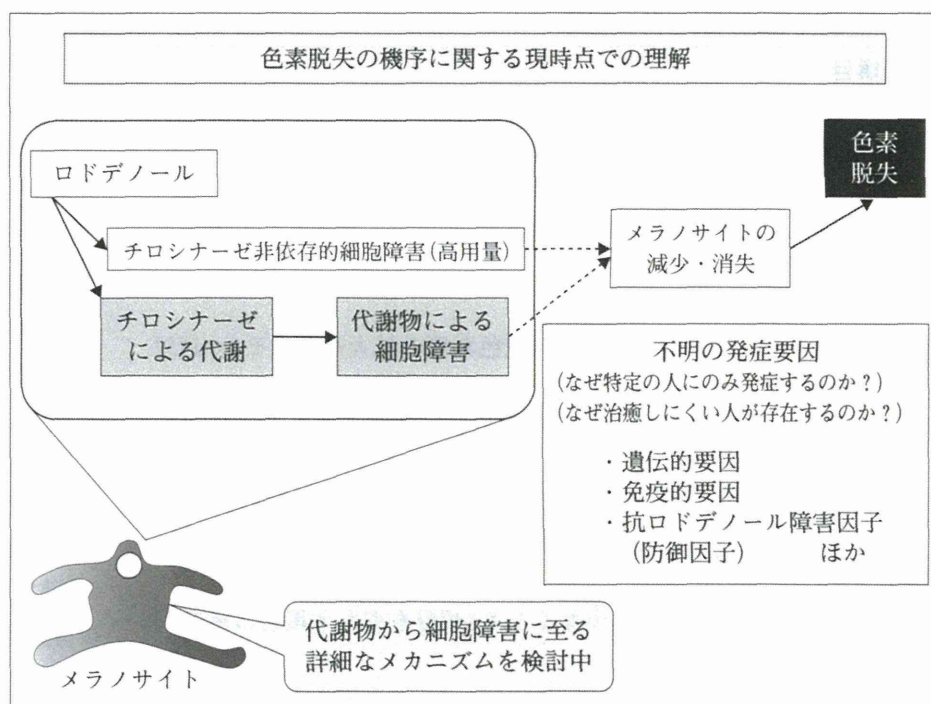 色素脱失の機序に関する現時点での理解
色素
脱失
ロドデノール
チロシナーゼ非依存的細胞障害(高用量)
メラノサイトの
減少・消失
チロシナーゼ
による代謝
代謝物による
細胞障害
不明の発症要因
(なぜ特定の人にのみ発症するのか?)
(なぜ治癒しにくい人が存在するのか?)
・遺伝的要因
・免疫的要因
・抗ロドデノール障害因子
(防御因子) ほか
代謝物から細胞障害に至る
詳細なメカニズムを検討中
メラノサイト